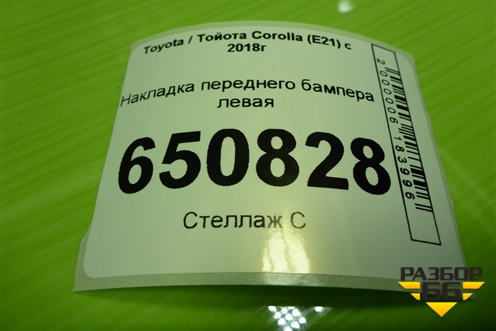 Toyota / Тойота Corolla (E21) с
2018г
Накладка переднего бампера
левая
650828
Стеллаж С
2000006183996
РАЗБОР
66